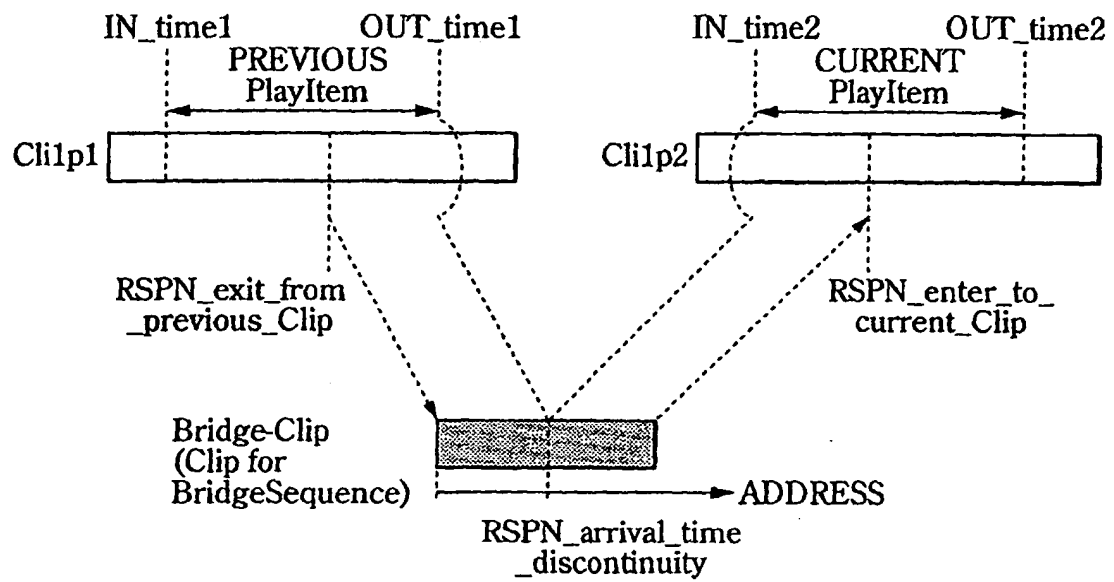 IN_time1
OUT_time1
IN_time2
OUT_time2
PREVIOUS
PlayItem
CURRENT
PlayItem
Cli1p1
Cli1p2
RSPN_exit_from
_previous_Clip
RSPN_enter_to_
current_Clip
Bridge-Clip
(Clip for
BridgeSequence)
ADDRESS
RSPN_arrival_time
_discontinuity